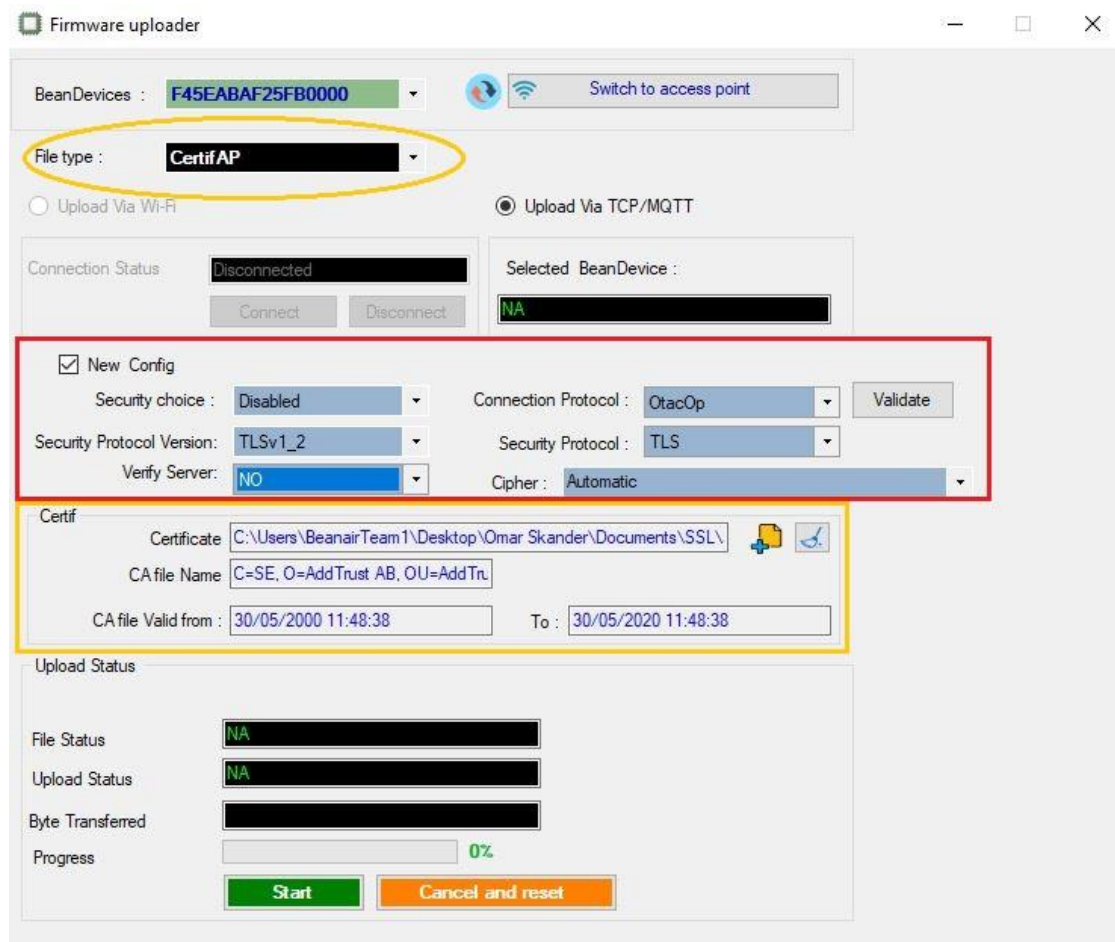 Firmware uploader
BeanDevices : F45EABAF25FB0000 Switch to access point
File type : CertifAP
Upload Via Wi-Fi Upload Via TCP/MQTT
Connection Status Disconnected Selected BeanDevice :
Connect Disconnect NA
New Config
Security choice : Disabled Connection Protocol : OtacOp Validate
Security Protocol Version: TLSv1_2 Security Protocol : TLS
Verify Server: NO Cipher : Automatic
Certif
Certificate C:\Users\BeanairTeam1\Desktop\Omar Skander\Documents\SSL\
CA file Name C=SE, O=AddTrust AB, OU=AddTru
CA file Valid from : 30/05/2000 11:48:38 To : 30/05/2020 11:48:38
Upload Status
File Status NA
Upload Status NA
Byte Transferred
Progress 0%
Start Cancel and reset